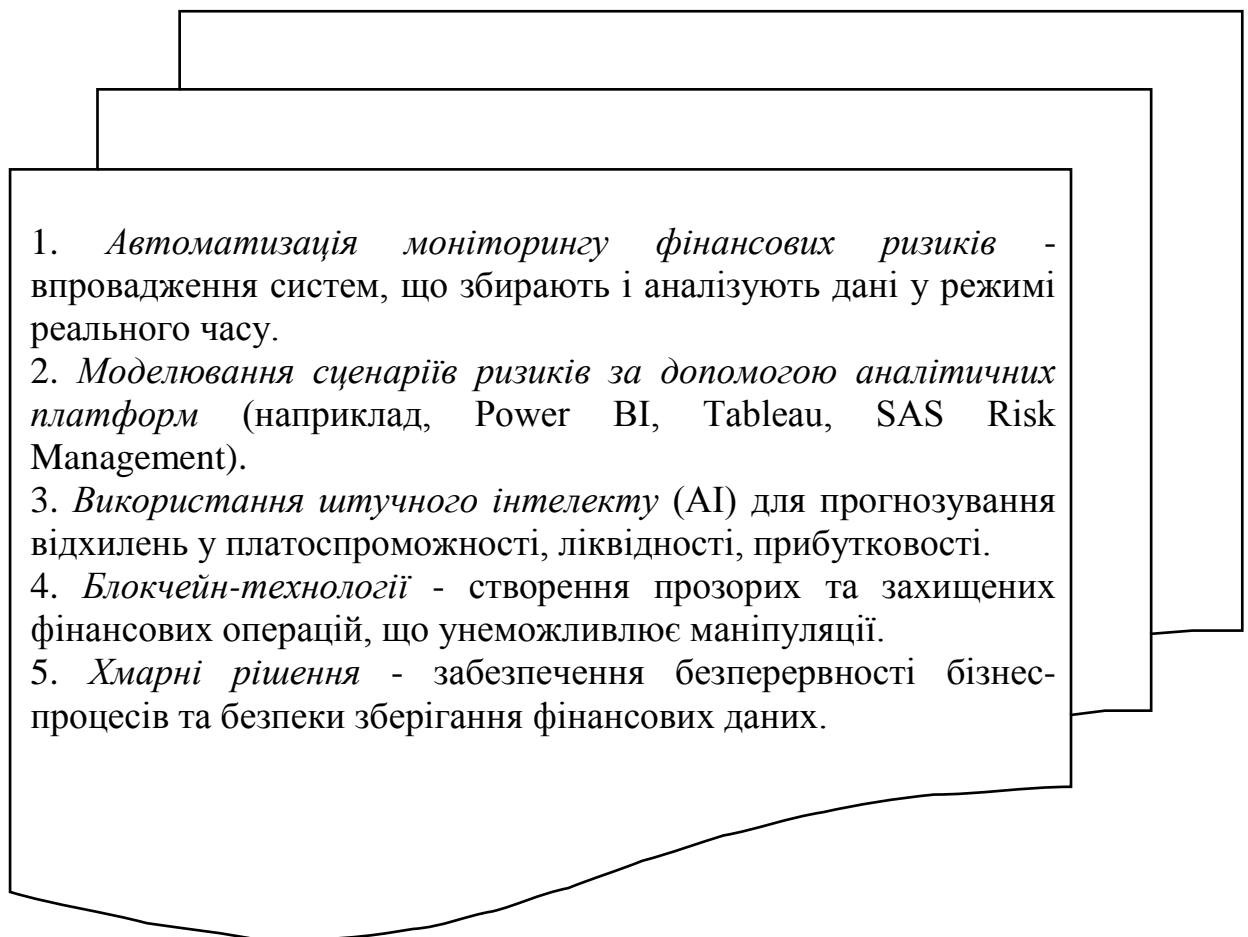 1. Автоматизація моніторингу фінансових ризиків -
впровадження систем, що збирають і аналізують дані у режимі
реального часу.
2. Моделювання сценаріїв ризиків за допомогою аналітичних
платформ (наприклад, Power BI, Tableau, SAS Risk
Management).
3. Використання штучного інтелекту (AI) для прогнозування
відхилень у платоспроможності, ліквідності, прибутковості.
4. Блокчейн-технології - створення прозорих та захищених
фінансових операцій, що унеможливлює маніпуляції.
5. Хмарні рішення - забезпечення безперервності бізнес-
процесів та безпеки зберігання фінансових даних.